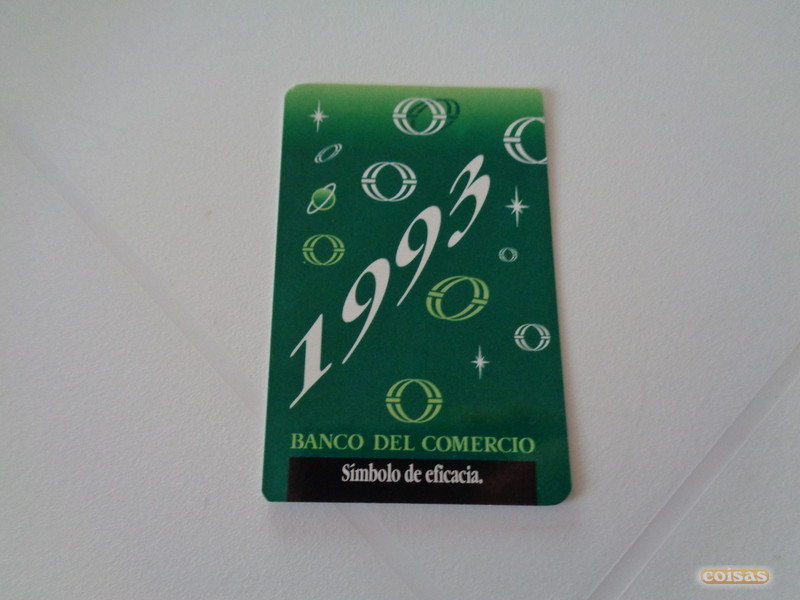 1993
BANCO DEL COMERCIO
Símbolo de eficacia.
coisas